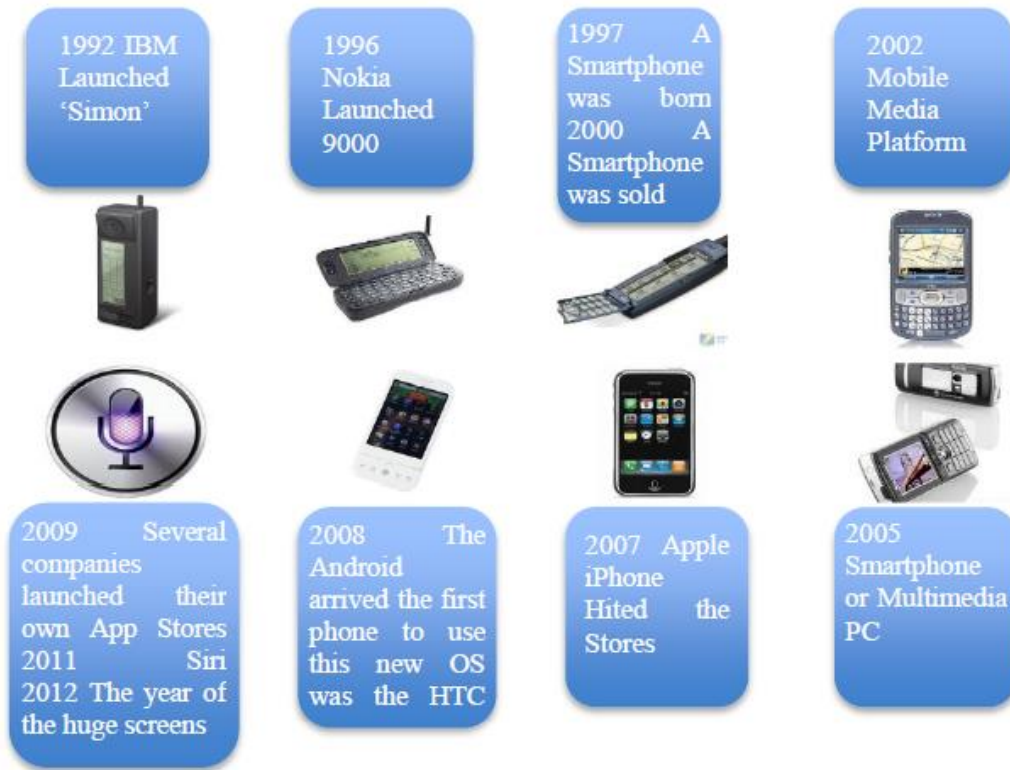 1992 IBM
Launched
‘Simon’
1996
Nokia
Launched
9000
1997 A
Smartphone
was born
2000 A
Smartphone
was sold
2002
Mobile
Media
Platform
2009 Several
companies
launched their
own App Stores
2011 Siri
2012 The year of
the huge screens
2008 The
Android
arrived the first
phone to use
this new OS
was the HTC
2007 Apple
iPhone
Hited the
Stores
2005
Smartphone
or Multimedia
PC